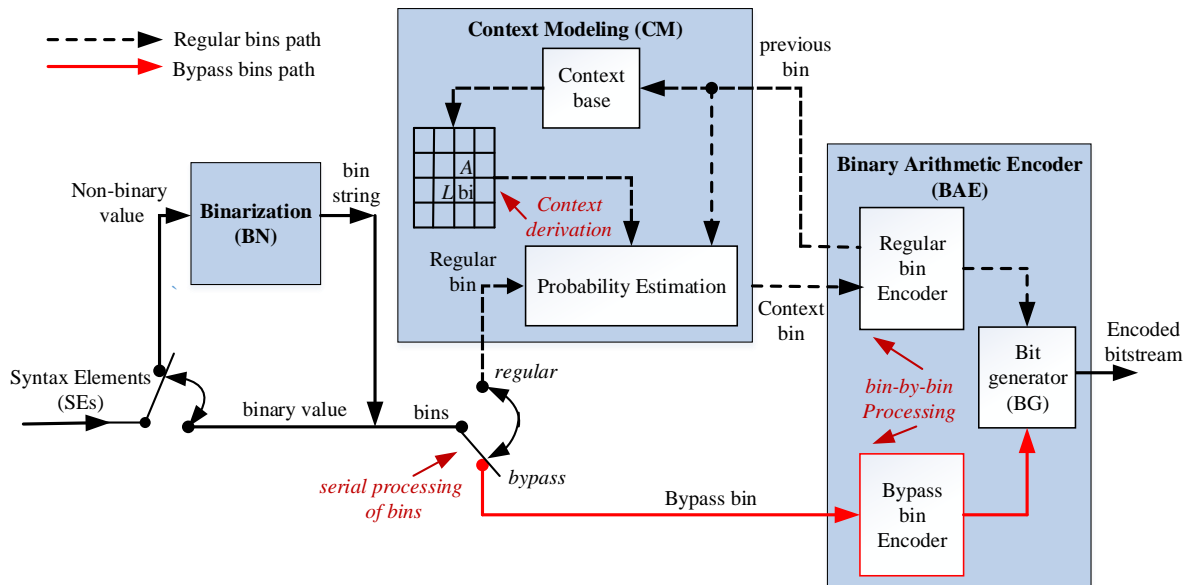 Regular bins path
Bypass bins path
Context Modeling (CM)
previous
bin
Context
base
A
L bi
Context
derivation
Regular
bin
Probability Estimation
Context
bin
Non-binary
value
Binarization
(BN)
bin
string
Syntax Elements
(SEs)
binary value
bins
regular
bypass
serial processing
of bins
Bypass bin
Binary Arithmetic Encoder
(BAE)
Regular
bin
Encoder
bin-by-bin
Processing
Bit
generator
(BG)
Encoded
bitstream
Bypass
bin
Encoder